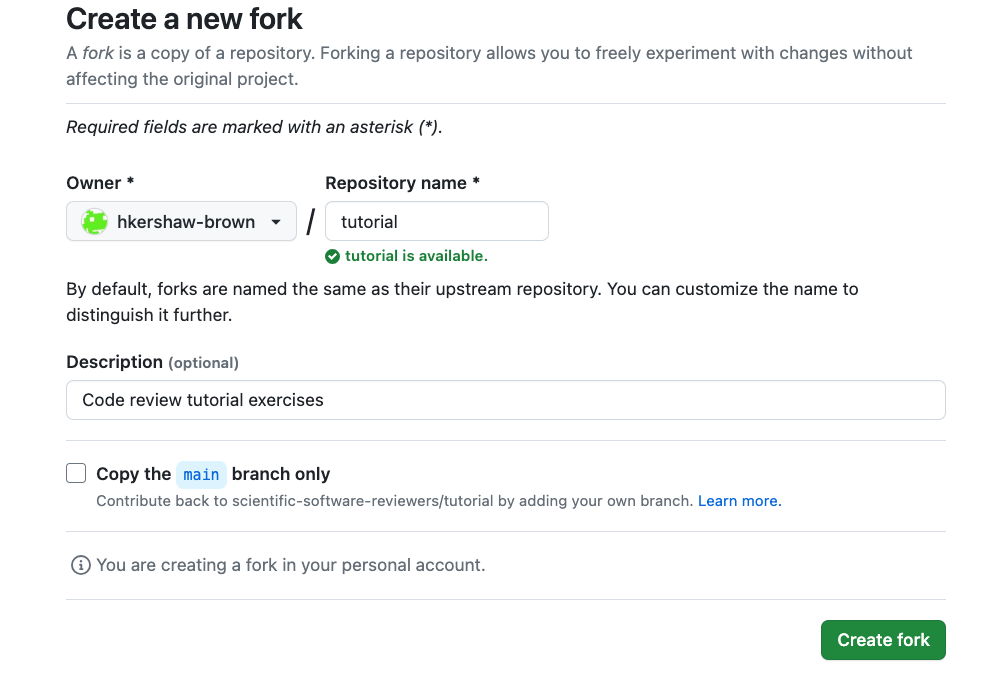 Create a new fork
A fork is a copy of a repository. Forking a repository allows you to freely experiment with changes without
affecting the original project.
Required fields are marked with an asterisk (*).
Owner * Repository name *
hkershaw-brown / tutorial
tutorial is available.
By default, forks are named the same as their upstream repository. You can customize the name to
distinguish it further.
Description (optional)
Code review tutorial exercises
Copy the main branch only
Contribute back to scientific-software-reviewers/tutorial by adding your own branch. Learn more.
You are creating a fork in your personal account.
Create fork